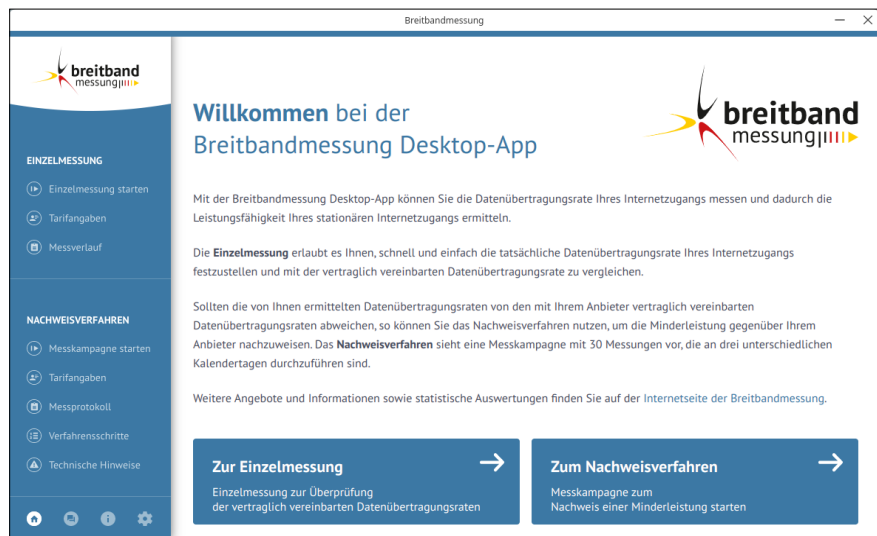 Breitbandmessung
breitband
messung
EINZELMESSUNG
Einzelmessung starten
Tarifangaben
Messverlauf
NACHWEISVERFAHREN
Messkampagne starten
Tarifangaben
Messprotokoll
Verfahrensschritte
Technische Hinweise
Willkommen bei der
Breitbandmessung Desktop-App
breitband
messung
Mit der Breitbandmessung Desktop-App können Sie die Datenübertragungsrate Ihres Internetzugangs messen und dadurch die
Leistungsfähigkeit Ihres stationären Internetzugangs ermitteln.
Die Einzelmessung erlaubt es Ihnen, schnell und einfach die tatsächliche Datenübertragungsrate Ihres Internetzugangs
festzustellen und mit der vertraglich vereinbarten Datenübertragungsrate zu vergleichen.
Sollten die von Ihnen ermittelten Datenübertragungsraten von den mit Ihrem Anbieter vertraglich vereinbarten
Datenübertragungsraten abweichen, so können Sie das Nachweisverfahren nutzen, um die Minderleistung gegenüber Ihrem
Anbieter nachzuweisen. Das Nachweisverfahren sieht eine Messkampagne mit 30 Messungen vor, die an drei unterschiedlichen
Kalendertagen durchzuführen sind.
Weitere Angebote und Informationen sowie statistische Auswertungen finden Sie auf der Internetseite der Breitbandmessung.
Zur Einzelmessung
Einzelmessung zur Überprüfung
der vertraglich vereinbarten Datenübertragungsraten
Zum Nachweisverfahren
Messkampagne zum
Nachweis einer Minderleistung starten